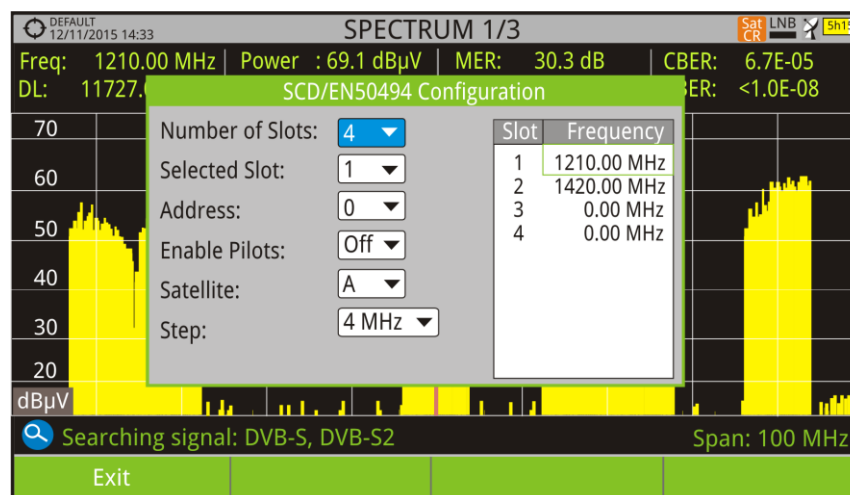 DEFAULT
12/11/2015 14:33
SPECTRUM 1/3
Sat CR
LNB
5h15
Freq: 1210.00 MHz Power : 69.1 dBµV MER: 30.3 dB CBER: 6.7E-05
DL: 11727. BER: <1.0E-08
SCD/EN50494 Configuration
Number of Slots: 4
Selected Slot: 1
Address: 0
Enable Pilots: Off
Satellite: A
Step: 4 MHz
Slot Frequency
1 1210.00 MHz
2 1420.00 MHz
3 0.00 MHz
4 0.00 MHz
70
60
50
40
30
20
dBµV
Searching signal: DVB-S, DVB-S2
Span: 100 MHz
Exit